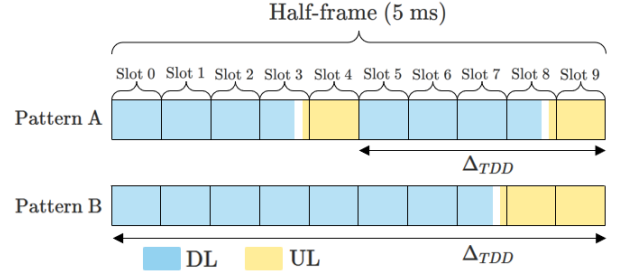 Half-frame (5 ms)
Slot 0 Slot 1 Slot 2 Slot 3 Slot 4 Slot 5 Slot 6 Slot 7 Slot 8 Slot 9
Pattern A
Δ_TDD
Pattern B
Δ_TDD
DL UL